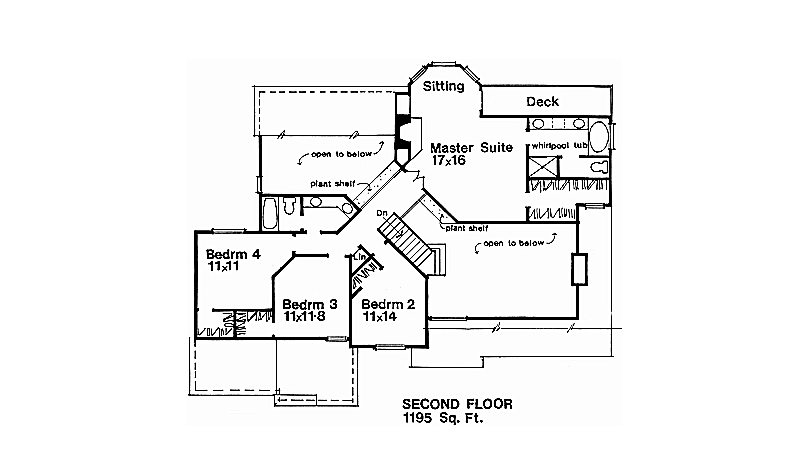 Sitting
Deck
Master Suite
17x16
whirlpool tub
open to below
plant shelf
Dn
plant shelf
open to below
Bedrm 4
11x11
Lin
Bedrm 3
11x11-8
Bedrm 2
11x14
SECOND FLOOR
1195 Sq. Ft.